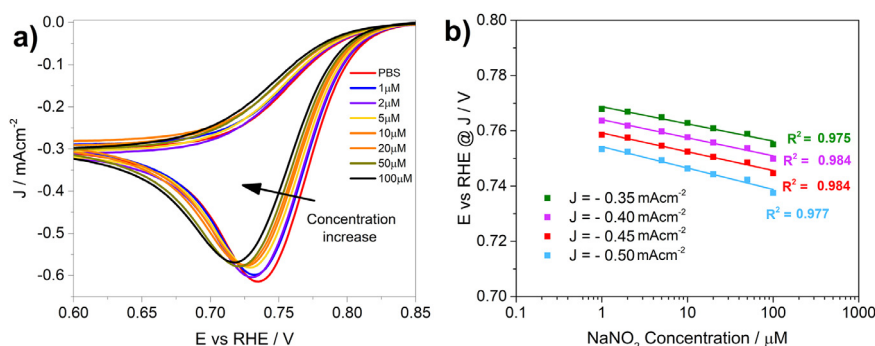 a)
0.0
-0.1
-0.2
-0.3
-0.4
-0.5
-0.6
J / mAcm-2
0.60
0.65
0.70
0.75
0.80
0.85
E vs RHE / V
PBS
1μM
2μM
5μM
10μM
20μM
50μM
100μM
Concentration
increase
b)
0.80
0.78
0.76
0.74
0.72
0.70
E vs RHE @ J / V
R2 = 0.975
R2 = 0.984
R2 = 0.984
R2 = 0.977
J = - 0.35 mAcm-2
J = - 0.40 mAcm-2
J = - 0.45 mAcm-2
J = - 0.50 mAcm-2
0.1
1
10
100
1000
NaNO2 Concentration / μM